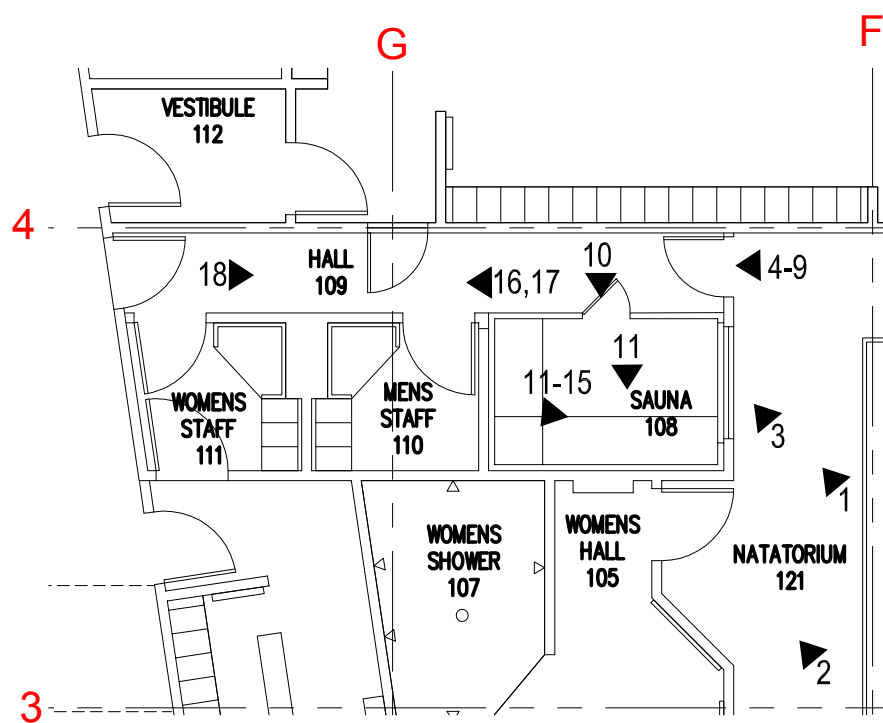 G
F
VESTIBULE
112
4
18
HALL
109
16,17
10
4-9
11
11-15
SAUNA
108
WOMENS
STAFF
111
MENS
STAFF
110
3
1
WOMENS
SHOWER
107
WOMENS
HALL
105
NATATORIUM
121
2
3